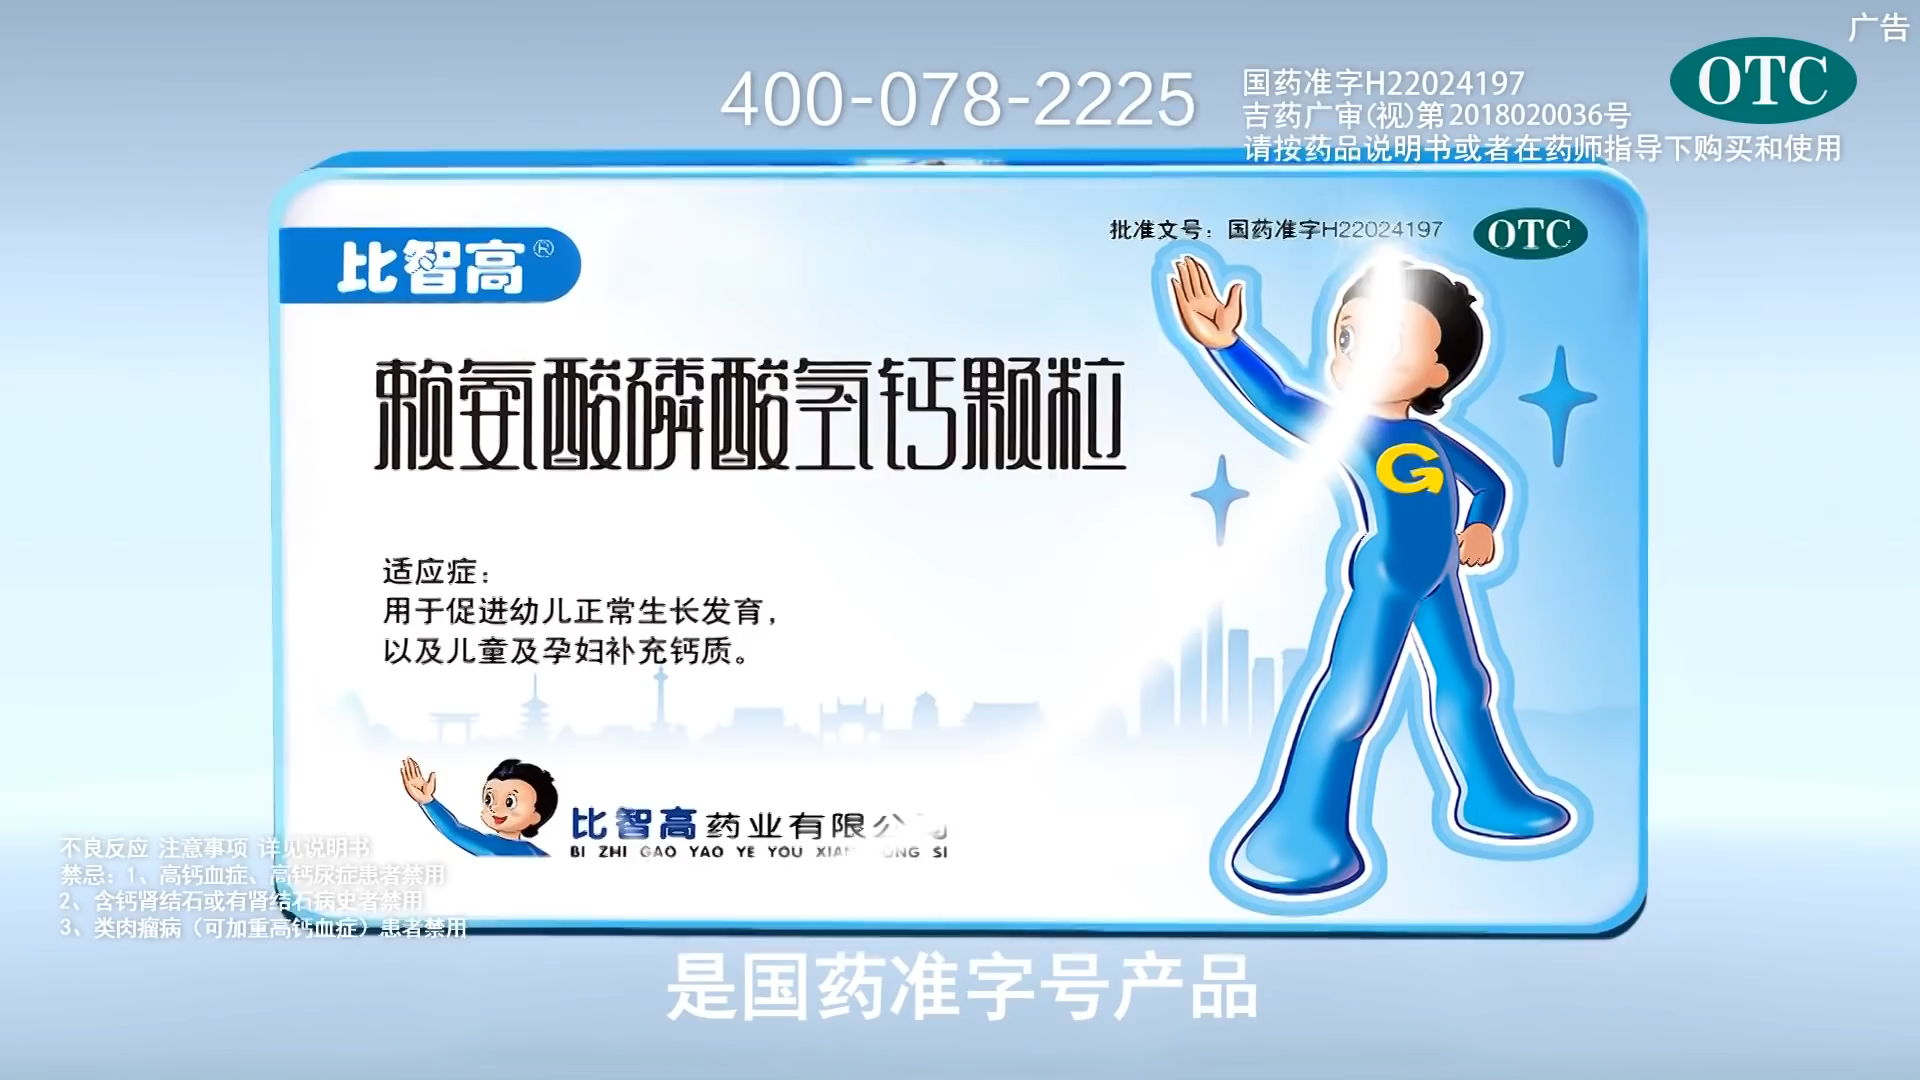 广告
400-078-2225
国药准字H22024197
吉药广审(视)第2018020036号
请按药品说明书或者在药师指导下购买和使用
OTC
批准文号：国药准字H22024197
OTC
比智高®
赖氨酸磷酸氢钙颗粒
G
适应症：
用于促进幼儿正常生长发育，
以及儿童及孕妇补充钙质。
比智高药业有限公司
BI ZHI GAO YAO YE YOU XIAN GONG SI
不良反应 注意事项 详见说明书
禁忌：1、高钙血症、高钙尿症患者禁用
2、含钙肾结石或有肾结石病史者禁用
3、类肉瘤病（可加重高钙血症）患者禁用
是国药准字号产品